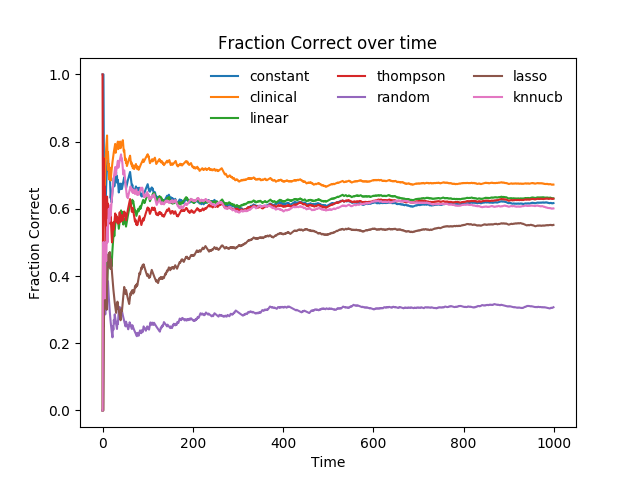 Fraction Correct over time
constant thompson lasso
clinical random knnucb
linear
1.0
0.8
0.6
0.4
0.2
0.0
Fraction Correct
0 200 400 600 800 1000
Time